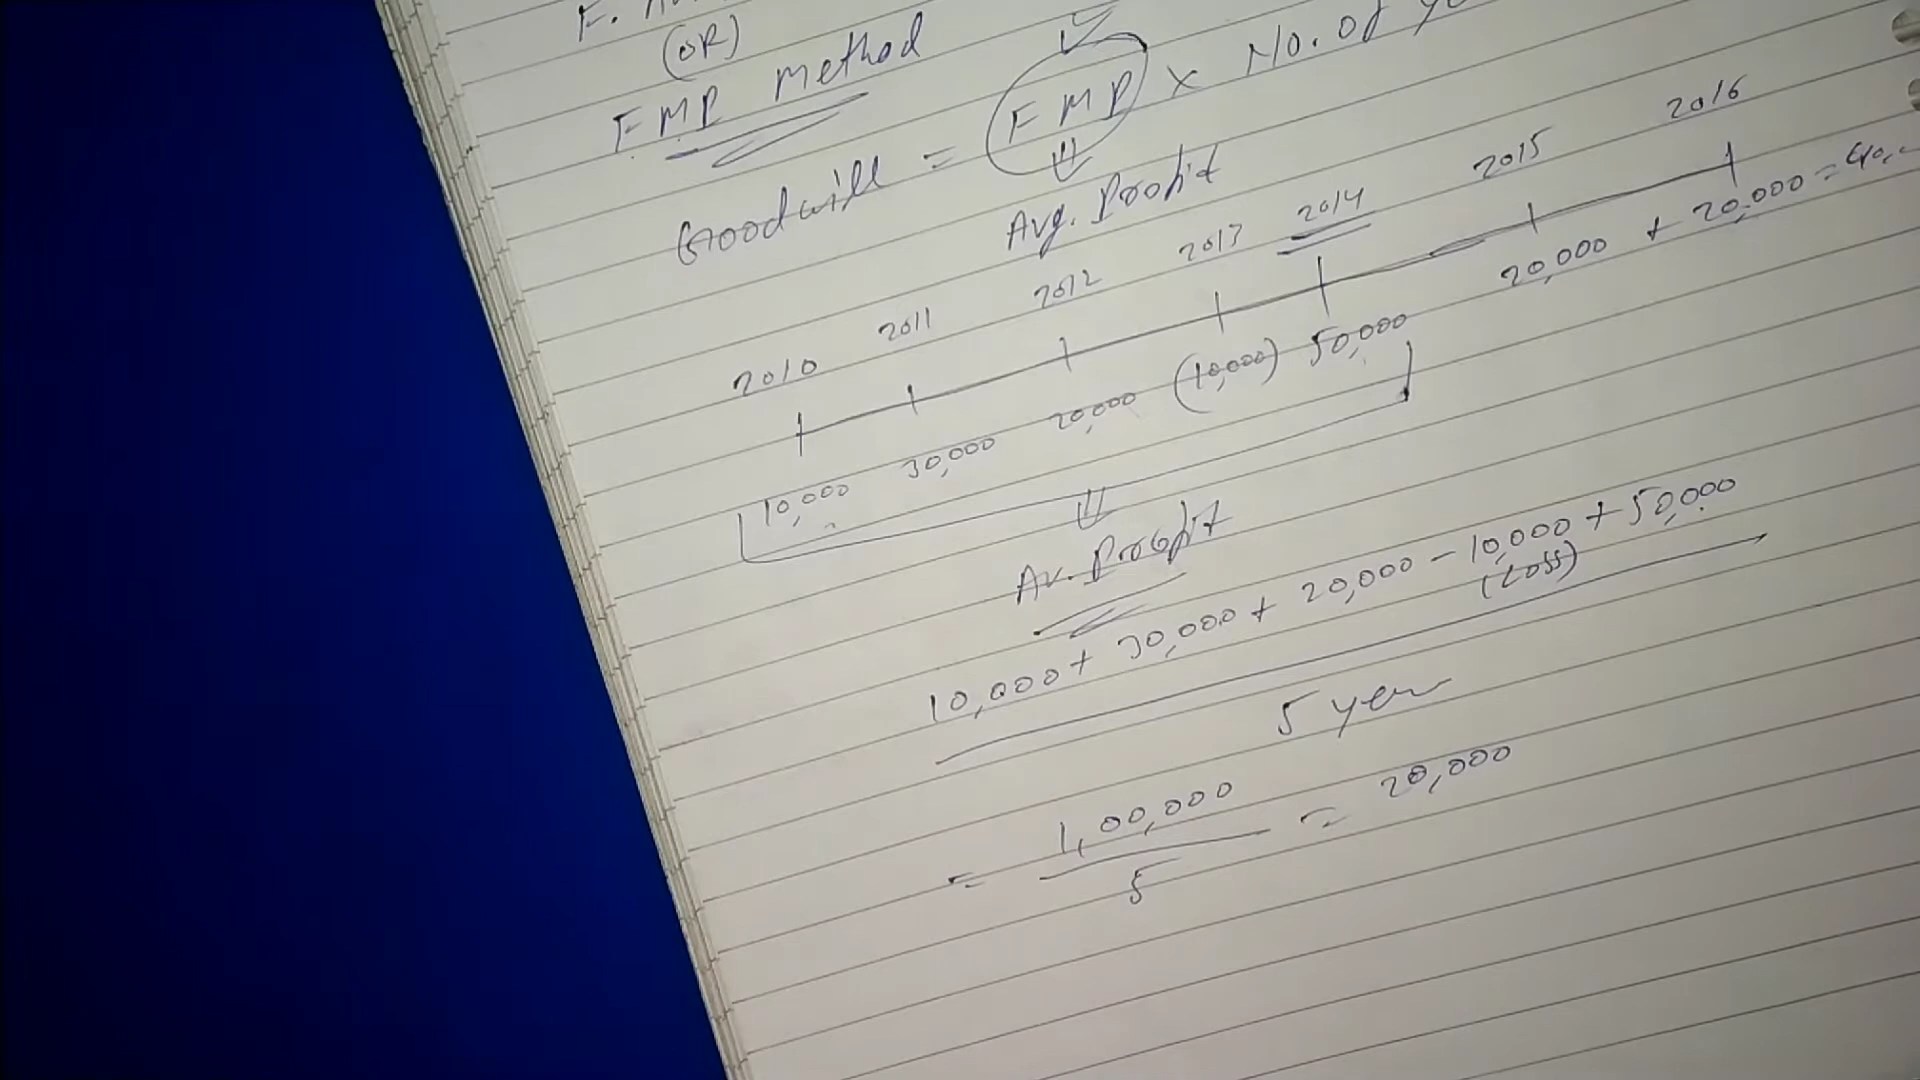 (OR)
FMP Method
Goodwill = FMP × No. of
Avg. Profit
2010 2011 2012 2013 2014 2015 2016
10,000 30,000 20,000 (10,000) 50,000 20,000 + 20,000 =
Av. Profit
10,000 + 30,000 + 20,000 - 10,000 + 50,000
(Loss)
5 year
= 1,00,000 = 20,000
5